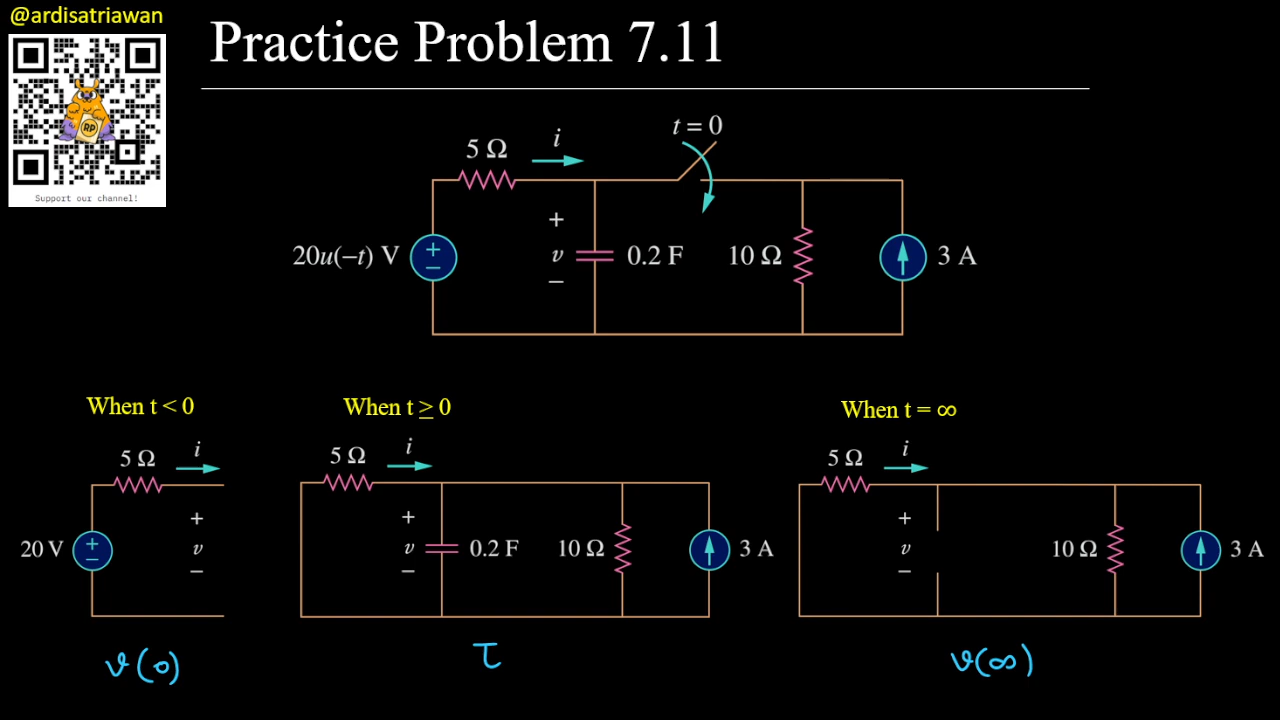 @ardisatriawan
Practice Problem 7.11
RP
Support our channel!
t = 0
5 Ω
i
+
20u(−t) V
+
−
v
0.2 F
10 Ω
3 A
−
When t < 0
When t ≥ 0
When t = ∞
5 Ω
i
5 Ω
i
5 Ω
i
+
+
+
20 V
+
−
v
v
0.2 F
10 Ω
3 A
v
10 Ω
3 A
−
−
−
v(0)
τ
v(∞)